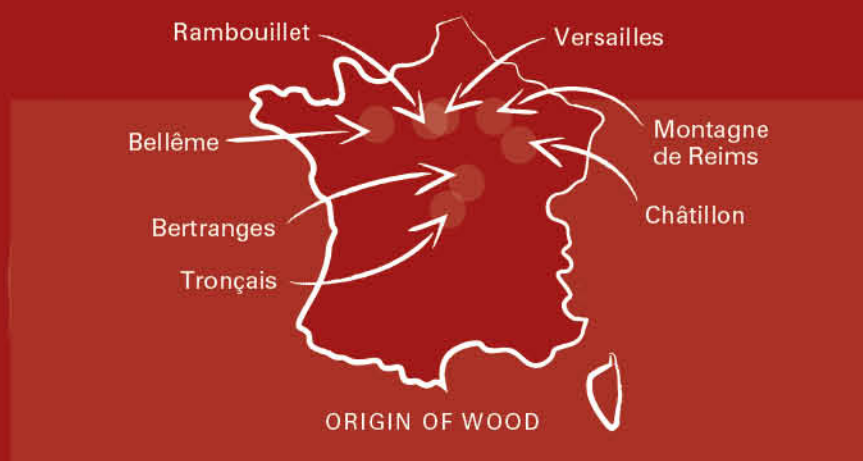 Rambouillet
Versailles
Bellême
Montagne
de Reims
Bertranges
Châtillon
Tronçais
ORIGIN OF WOOD